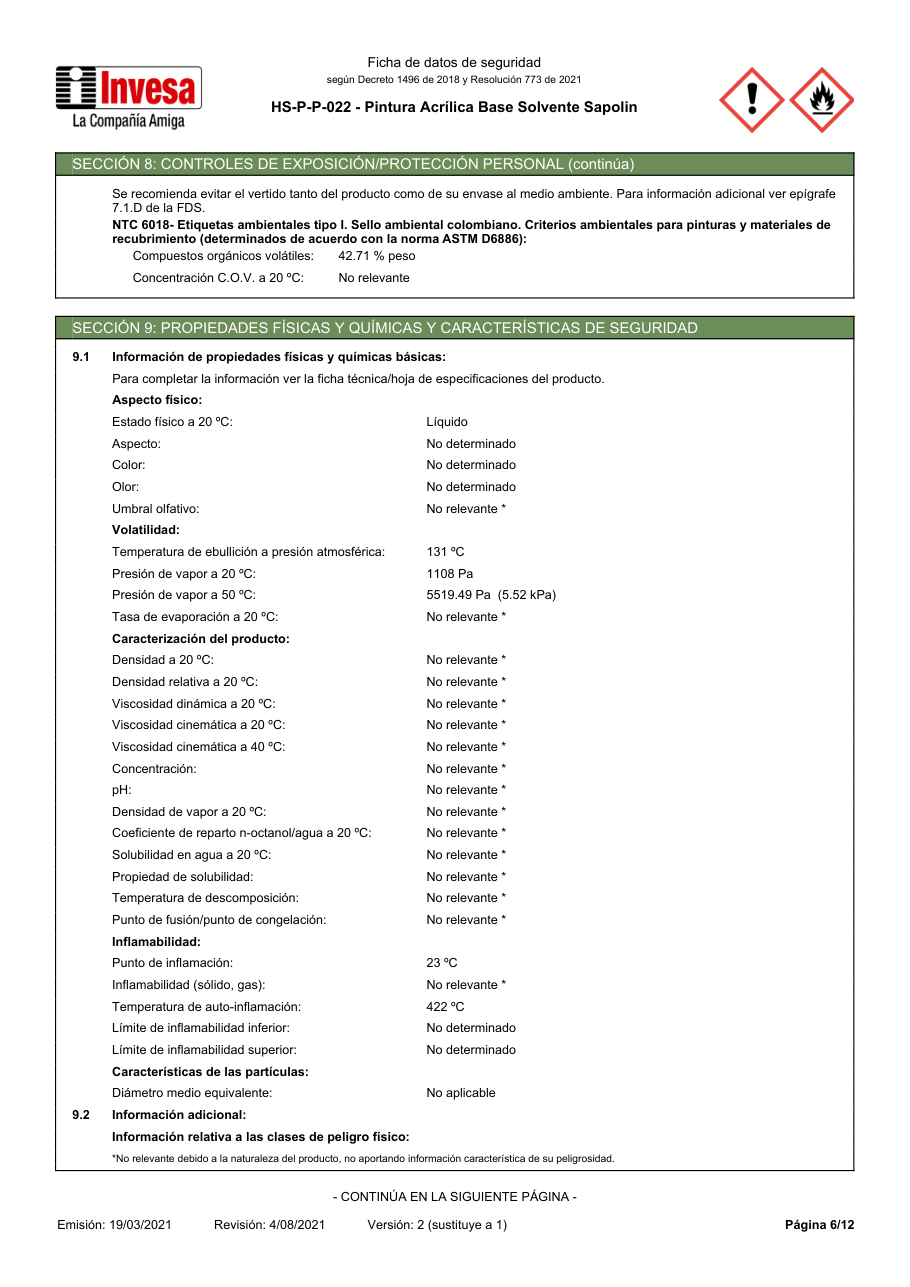 Invesa
La Compañía Amiga
Ficha de datos de seguridad
según Decreto 1496 de 2018 y Resolución 773 de 2021
HS-P-P-022 - Pintura Acrílica Base Solvente Sapolin
SECCIÓN 8: CONTROLES DE EXPOSICIÓN/PROTECCIÓN PERSONAL (continúa)
Se recomienda evitar el vertido tanto del producto como de su envase al medio ambiente. Para información adicional ver epígrafe
7.1.D de la FDS.
NTC 6018- Etiquetas ambientales tipo I. Sello ambiental colombiano. Criterios ambientales para pinturas y materiales de
recubrimiento (determinados de acuerdo con la norma ASTM D6886):
Compuestos orgánicos volátiles: 42.71 % peso
Concentración C.O.V. a 20 ºC: No relevante
SECCIÓN 9: PROPIEDADES FÍSICAS Y QUÍMICAS Y CARACTERÍSTICAS DE SEGURIDAD
9.1 Información de propiedades físicas y químicas básicas:
Para completar la información ver la ficha técnica/hoja de especificaciones del producto.
Aspecto físico:
Estado físico a 20 ºC: Líquido
Aspecto: No determinado
Color: No determinado
Olor: No determinado
Umbral olfativo: No relevante *
Volatilidad:
Temperatura de ebullición a presión atmosférica: 131 ºC
Presión de vapor a 20 ºC: 1108 Pa
Presión de vapor a 50 ºC: 5519.49 Pa (5.52 kPa)
Tasa de evaporación a 20 ºC: No relevante *
Caracterización del producto:
Densidad a 20 ºC: No relevante *
Densidad relativa a 20 ºC: No relevante *
Viscosidad dinámica a 20 ºC: No relevante *
Viscosidad cinemática a 20 ºC: No relevante *
Viscosidad cinemática a 40 ºC: No relevante *
Concentración: No relevante *
pH: No relevante *
Densidad de vapor a 20 ºC: No relevante *
Coeficiente de reparto n-octanol/agua a 20 ºC: No relevante *
Solubilidad en agua a 20 ºC: No relevante *
Propiedad de solubilidad: No relevante *
Temperatura de descomposición: No relevante *
Punto de fusión/punto de congelación: No relevante *
Inflamabilidad:
Punto de inflamación: 23 ºC
Inflamabilidad (sólido, gas): No relevante *
Temperatura de auto-inflamación: 422 ºC
Límite de inflamabilidad inferior: No determinado
Límite de inflamabilidad superior: No determinado
Características de las partículas:
Diámetro medio equivalente: No aplicable
9.2 Información adicional:
Información relativa a las clases de peligro físico:
*No relevante debido a la naturaleza del producto, no aportando información característica de su peligrosidad.
- CONTINÚA EN LA SIGUIENTE PÁGINA -
Emisión: 19/03/2021 Revisión: 4/08/2021 Versión: 2 (sustituye a 1) Página 6/12